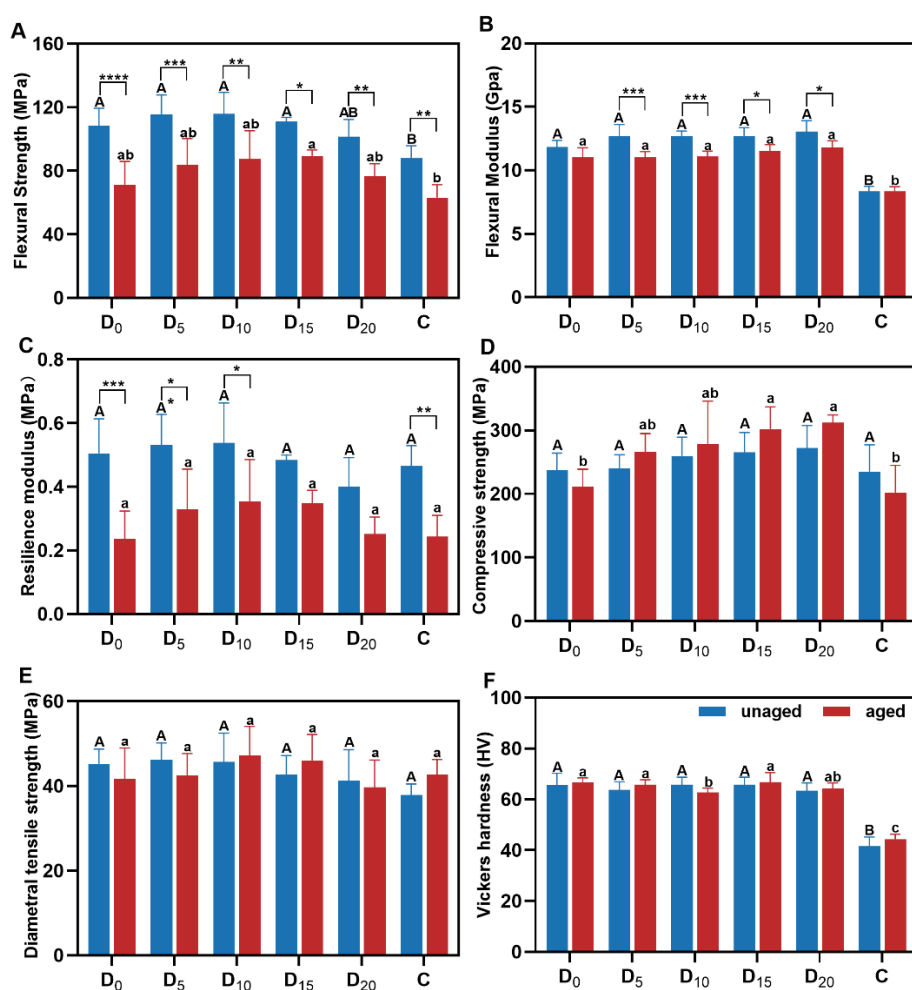 A
Flexural Strength (MPa)
160
120
80
40
0
**** *** ** * ** **
A A A A AB B
ab ab ab a ab b
D0 D5 D10 D15 D20 C
B
Flexural Modulus (Gpa)
20
15
10
5
0
*** *** * *
A A A A A B
a a a a a b
D0 D5 D10 D15 D20 C
C
Resilience modulus (MPa)
0.8
0.6
0.4
0.2
0.0
*** * * **
A A A A A A
*
a a a a a a
D0 D5 D10 D15 D20 C
D
Compressive strength (MPa)
400
300
200
100
0
A A A A A A
b ab ab a a b
D0 D5 D10 D15 D20 C
E
Diametral tensile strength (MPa)
60
40
20
0
A A A A A A
a a a a a a
D0 D5 D10 D15 D20 C
F
Vickers hardness (HV)
100
80
60
40
20
0
unaged aged
A A A A A B
a a b a ab c
D0 D5 D10 D15 D20 C